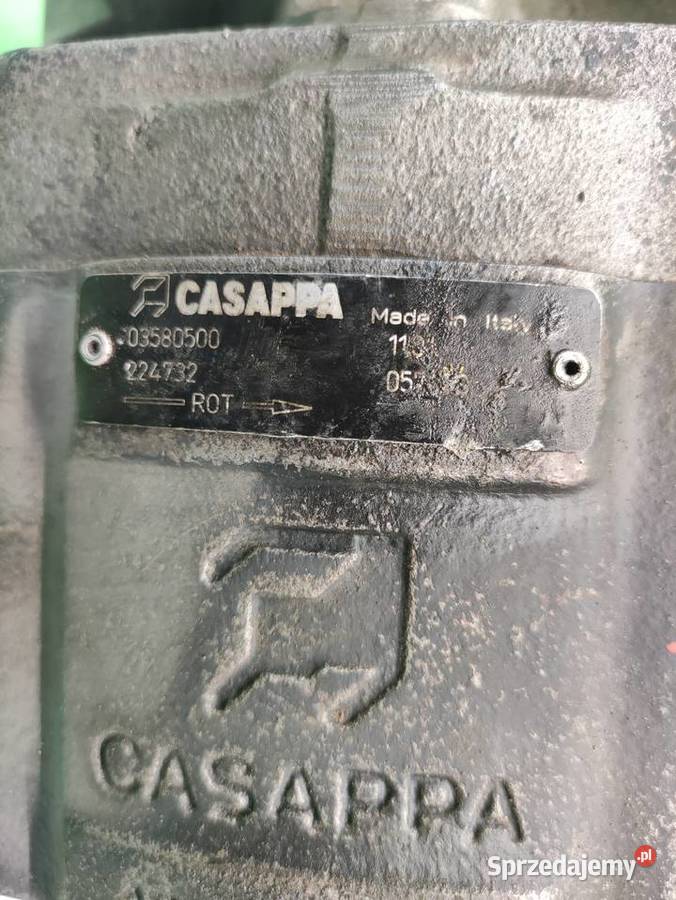 CASAPPA
Made in Italy
03580500
224732
ROT
CASAPPA
Sprzedajemy.pl